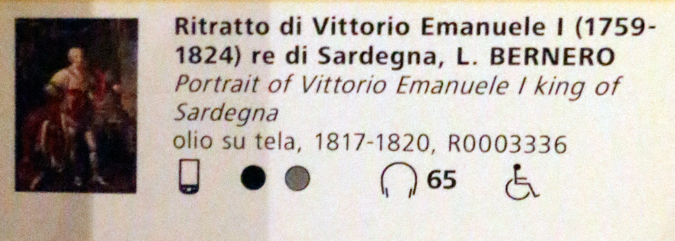 Ritratto di Vittorio Emanuele I (1759-
1824) re di Sardegna, L. BERNERO
Portrait of Vittorio Emanuele I king of
Sardegna
olio su tela, 1817-1820, R0003336
65